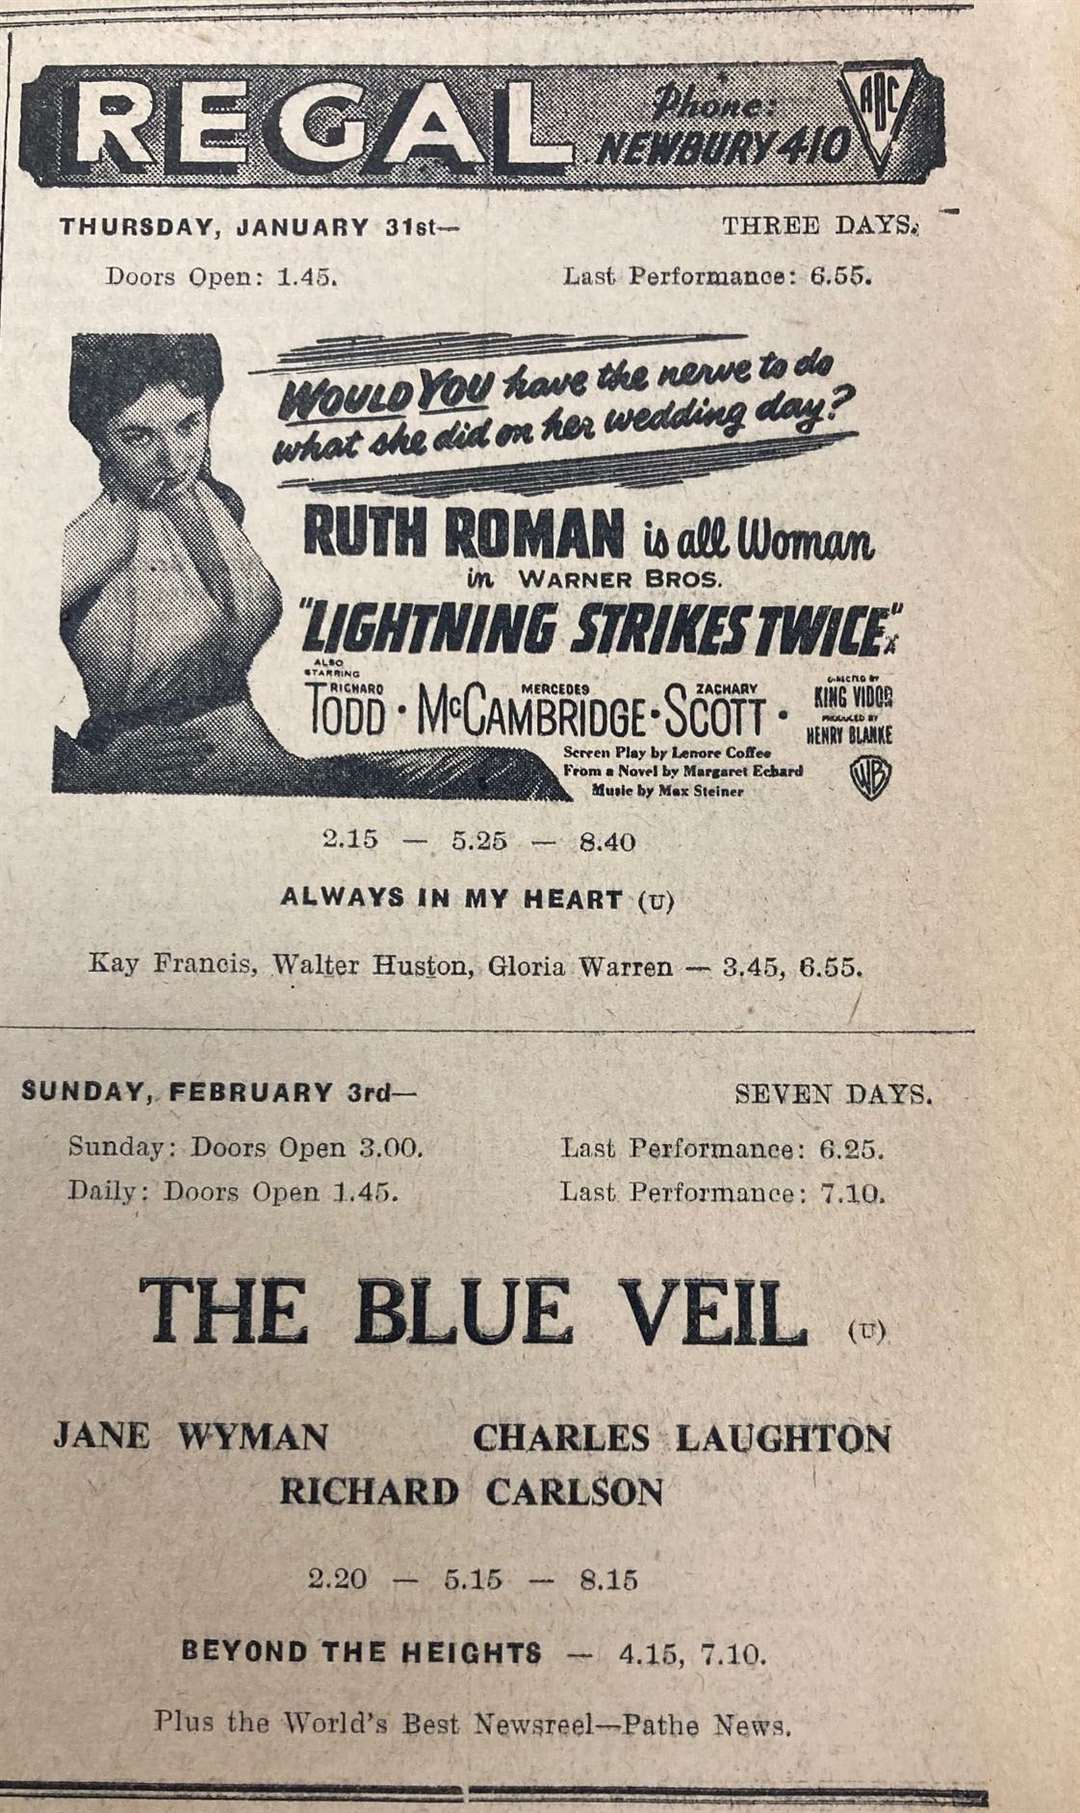 REGAL Phone: NEWBURY 410 ABC
THURSDAY, JANUARY 31st— THREE DAYS.
Doors Open: 1.45. Last Performance: 6.55.
WOULD YOU have the nerve to do
what she did on her wedding day?
RUTH ROMAN is all Woman
in WARNER BROS.
"LIGHTNING STRIKES TWICE" A
ALSO STARRING
RICHARD TODD · MERCEDES McCAMBRIDGE · ZACHARY SCOTT ·
DIRECTED BY
KING VIDOR
PRODUCED BY
HENRY BLANKE
Screen Play by Lenore Coffee
From a Novel by Margaret Echard
Music by Max Steiner
WB
2.15 — 5.25 — 8.40
ALWAYS IN MY HEART (U)
Kay Francis, Walter Huston, Gloria Warren — 3.45, 6.55.
SUNDAY, FEBRUARY 3rd— SEVEN DAYS.
Sunday: Doors Open 3.00. Last Performance: 6.25.
Daily: Doors Open 1.45. Last Performance: 7.10.
THE BLUE VEIL (U)
JANE WYMAN CHARLES LAUGHTON
RICHARD CARLSON
2.20 — 5.15 — 8.15
BEYOND THE HEIGHTS — 4.15, 7.10.
Plus the World's Best Newsreel—Pathe News.